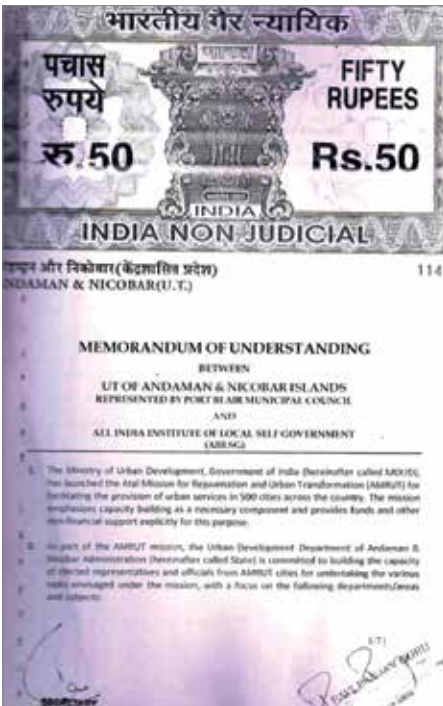 भारतीय गैर न्यायिक
पचास
रुपये
रु.50
FIFTY
RUPEES
Rs.50
INDIA
INDIA NON JUDICIAL
और निकोबार(केंद्रशासित प्रदेश)
NDAMAN & NICOBAR(U.T.)
114
MEMORANDUM OF UNDERSTANDING
BETWEEN
UT OF ANDAMAN & NICOBAR ISLANDS
REPRESENTED BY PORT BLAIR MUNICIPAL COUNCIL
AND
ALL INDIA INSTITUTE OF LOCAL SELF GOVERNMENT
(AIILSG)
The Ministry of Urban Development, Government of India (hereinafter called MOUD),
has launched the Atal Mission for Rejuvenation and Urban Transformation (AMRUT) for
facilitating the provision of urban services in 500 cities across the country. The mission
emphasizes capacity building as a necessary component and provides funds and other
non-financial support explicitly for this purpose.
2. As part of the AMRUT mission, the Urban Development Department of Andaman &
Nicobar Administration (hereinafter called State) is committed to building the capacity
of elected representatives and officials from AMRUT cities for undertaking the various
tasks envisaged under the mission, with a focus on the following departments/areas
and subjects:
SECRETARY